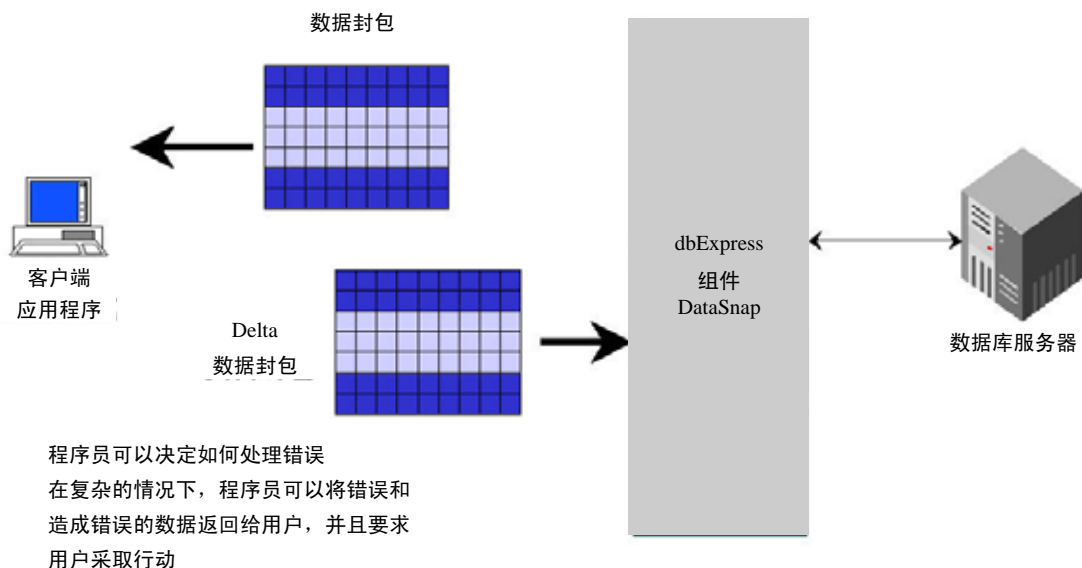 数据封包
客户端
应用程序
Delta
数据封包
dbExpress
组件
DataSnap
数据库服务器
程序员可以决定如何处理错误
在复杂的情况下，程序员可以将错误和
造成错误的数据返回给用户，并且要求
用户采取行动